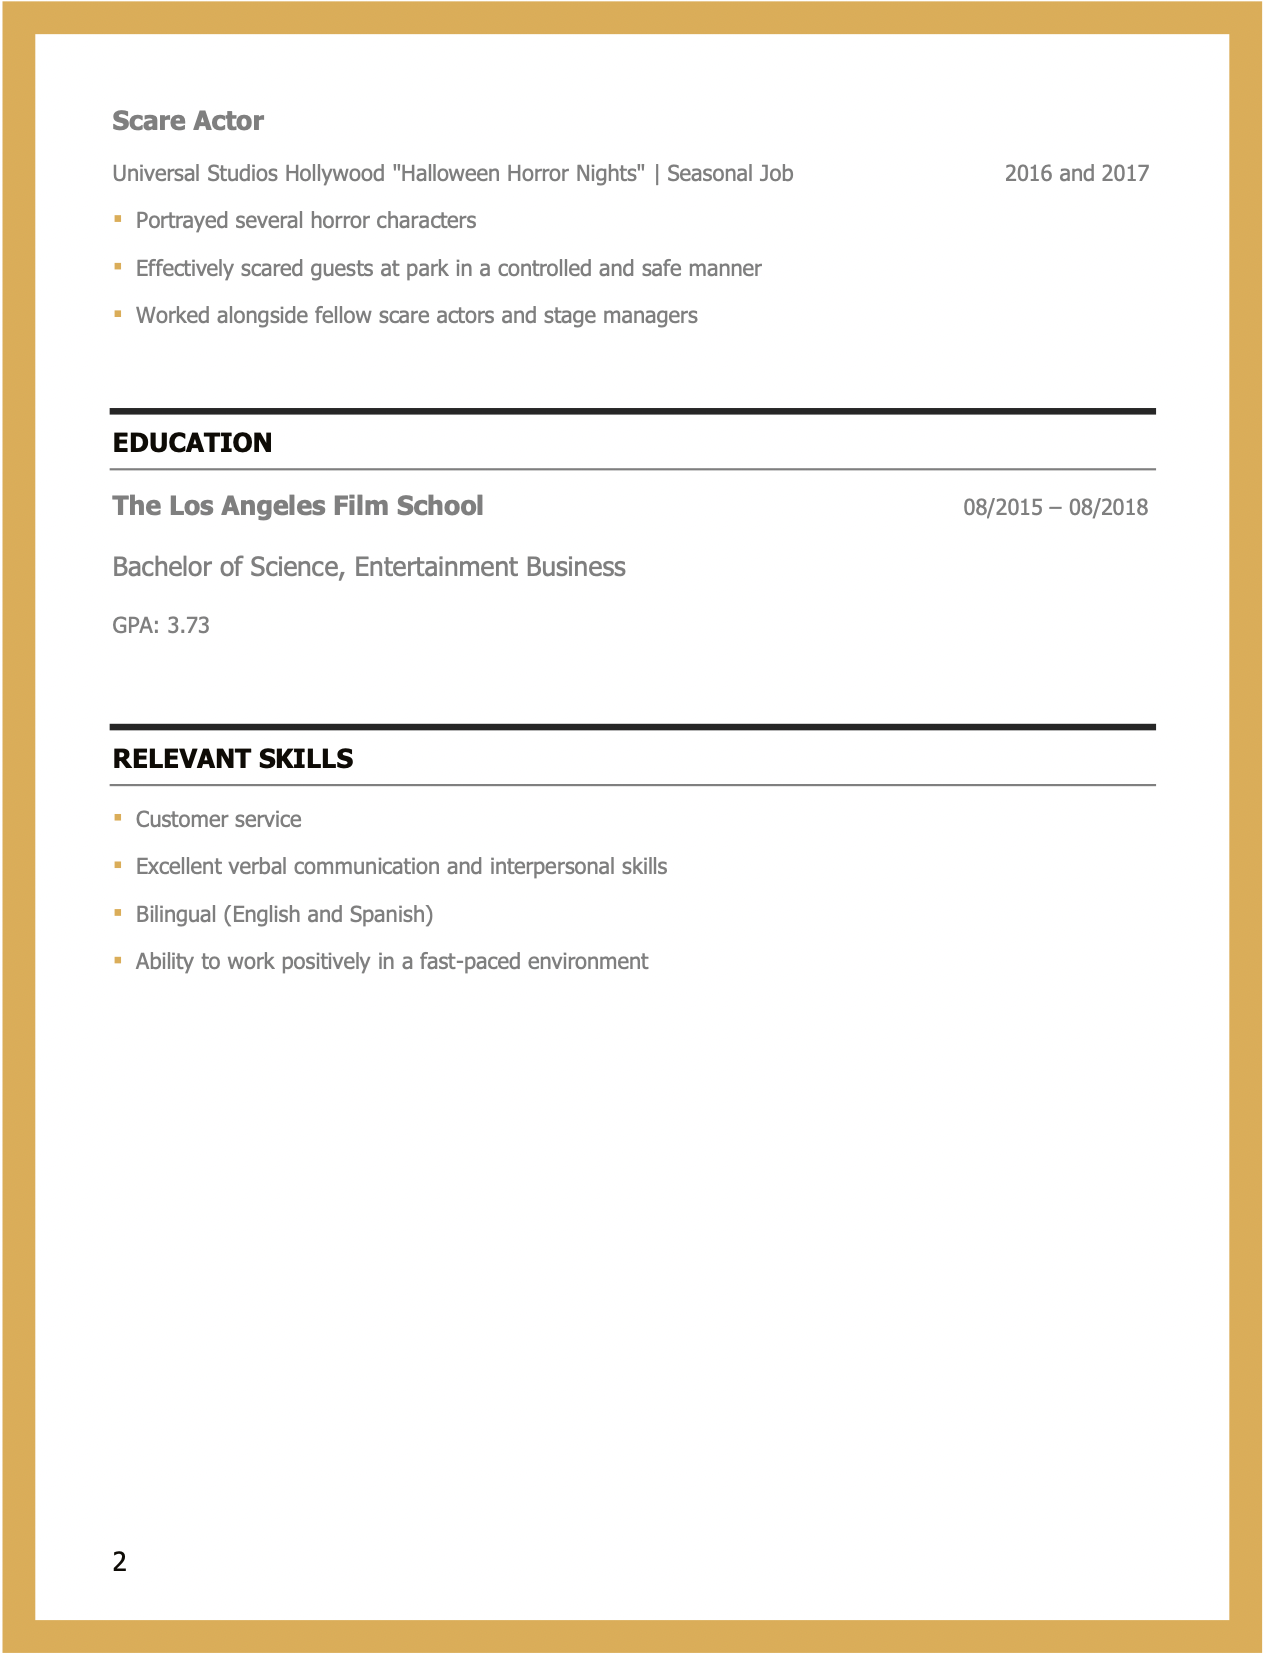 Scare Actor
Universal Studios Hollywood "Halloween Horror Nights" | Seasonal Job 2016 and 2017
▪ Portrayed several horror characters
▪ Effectively scared guests at park in a controlled and safe manner
▪ Worked alongside fellow scare actors and stage managers
EDUCATION
The Los Angeles Film School 08/2015 – 08/2018
Bachelor of Science, Entertainment Business
GPA: 3.73
RELEVANT SKILLS
▪ Customer service
▪ Excellent verbal communication and interpersonal skills
▪ Bilingual (English and Spanish)
▪ Ability to work positively in a fast-paced environment
2